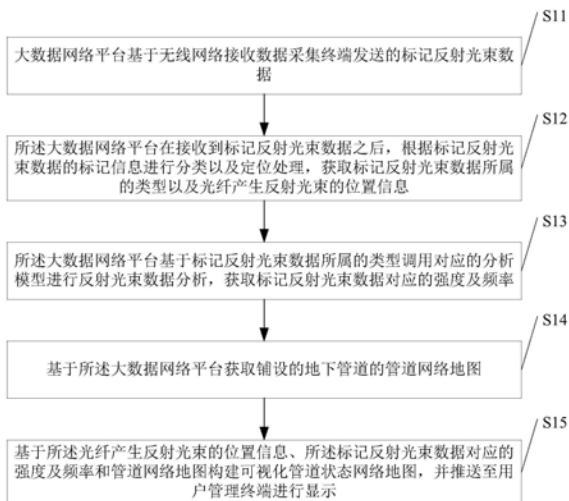 S11
大数据网络平台基于无线网络接收数据采集终端发送的标记反射光束数
据
S12
所述大数据网络平台在接收到标记反射光束数据之后，根据标记反射光
束数据的标记信息进行分类以及定位处理，获取标记反射光束数据所属
的类型以及光纤产生反射光束的位置信息
S13
所述大数据网络平台基于标记反射光束数据所属的类型调用对应的分析
模型进行反射光束数据分析，获取标记反射光束数据对应的强度及频率
S14
基于所述大数据网络平台获取铺设的地下管道的管道网络地图
S15
基于所述光纤产生反射光束的位置信息、所述标记反射光束数据对应的
强度及频率和管道网络地图构建可视化管道状态网络地图，并推送至用
户管理终端进行显示